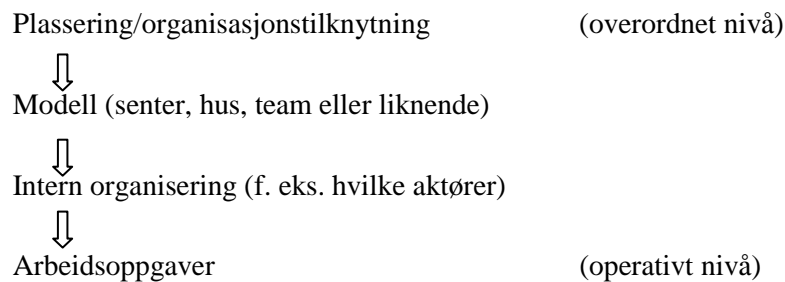 Plassering/organisasjonstilknytning (overordnet nivå)
Modell (senter, hus, team eller liknende)
Intern organisering (f. eks. hvilke aktører)
Arbeidsoppgaver (operativt nivå)